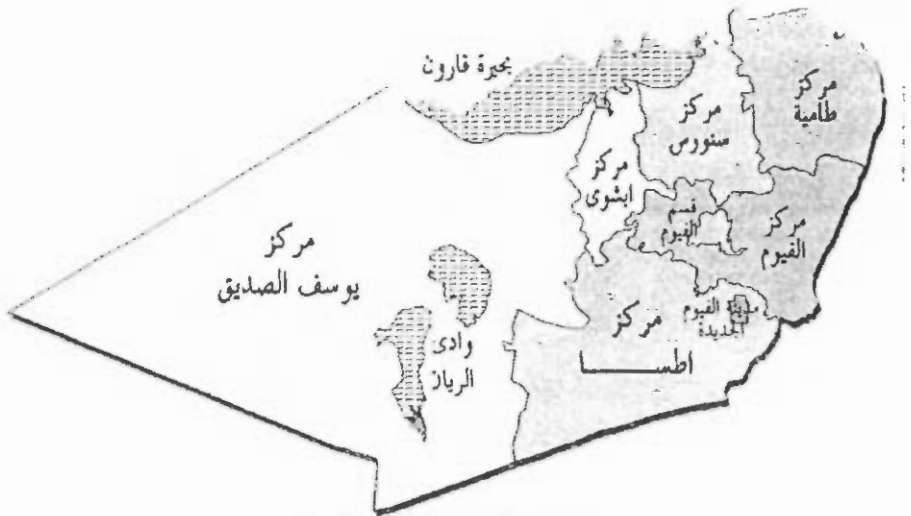 بحيرة قارون
مركز
طامية
مركز
سنورس
مركز
ابشوى
قسم
الفيوم
مركز
الفيوم
مركز
يوسف الصديق
مدينة الفيوم
الجديدة
مركز
اطســـــا
وادى
الريان